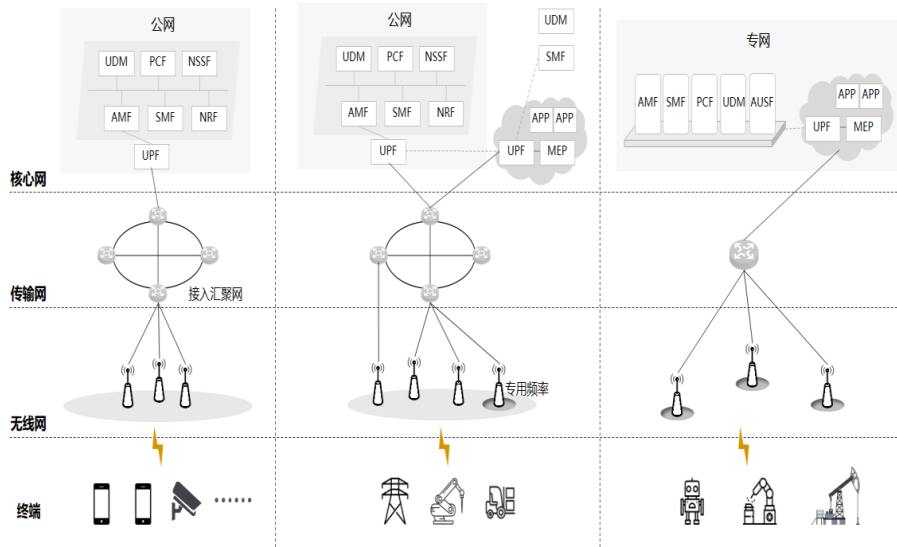 公网
UDM PCF NSSF
AMF SMF NRF
UPF
公网
UDM PCF NSSF
AMF SMF NRF
UPF
UDM
SMF
APP APP
UPF MEP
专网
AMF SMF PCF UDM AUSF
APP APP
UPF MEP
核心网
传输网
接入汇聚网
无线网
专用频率
终端
······